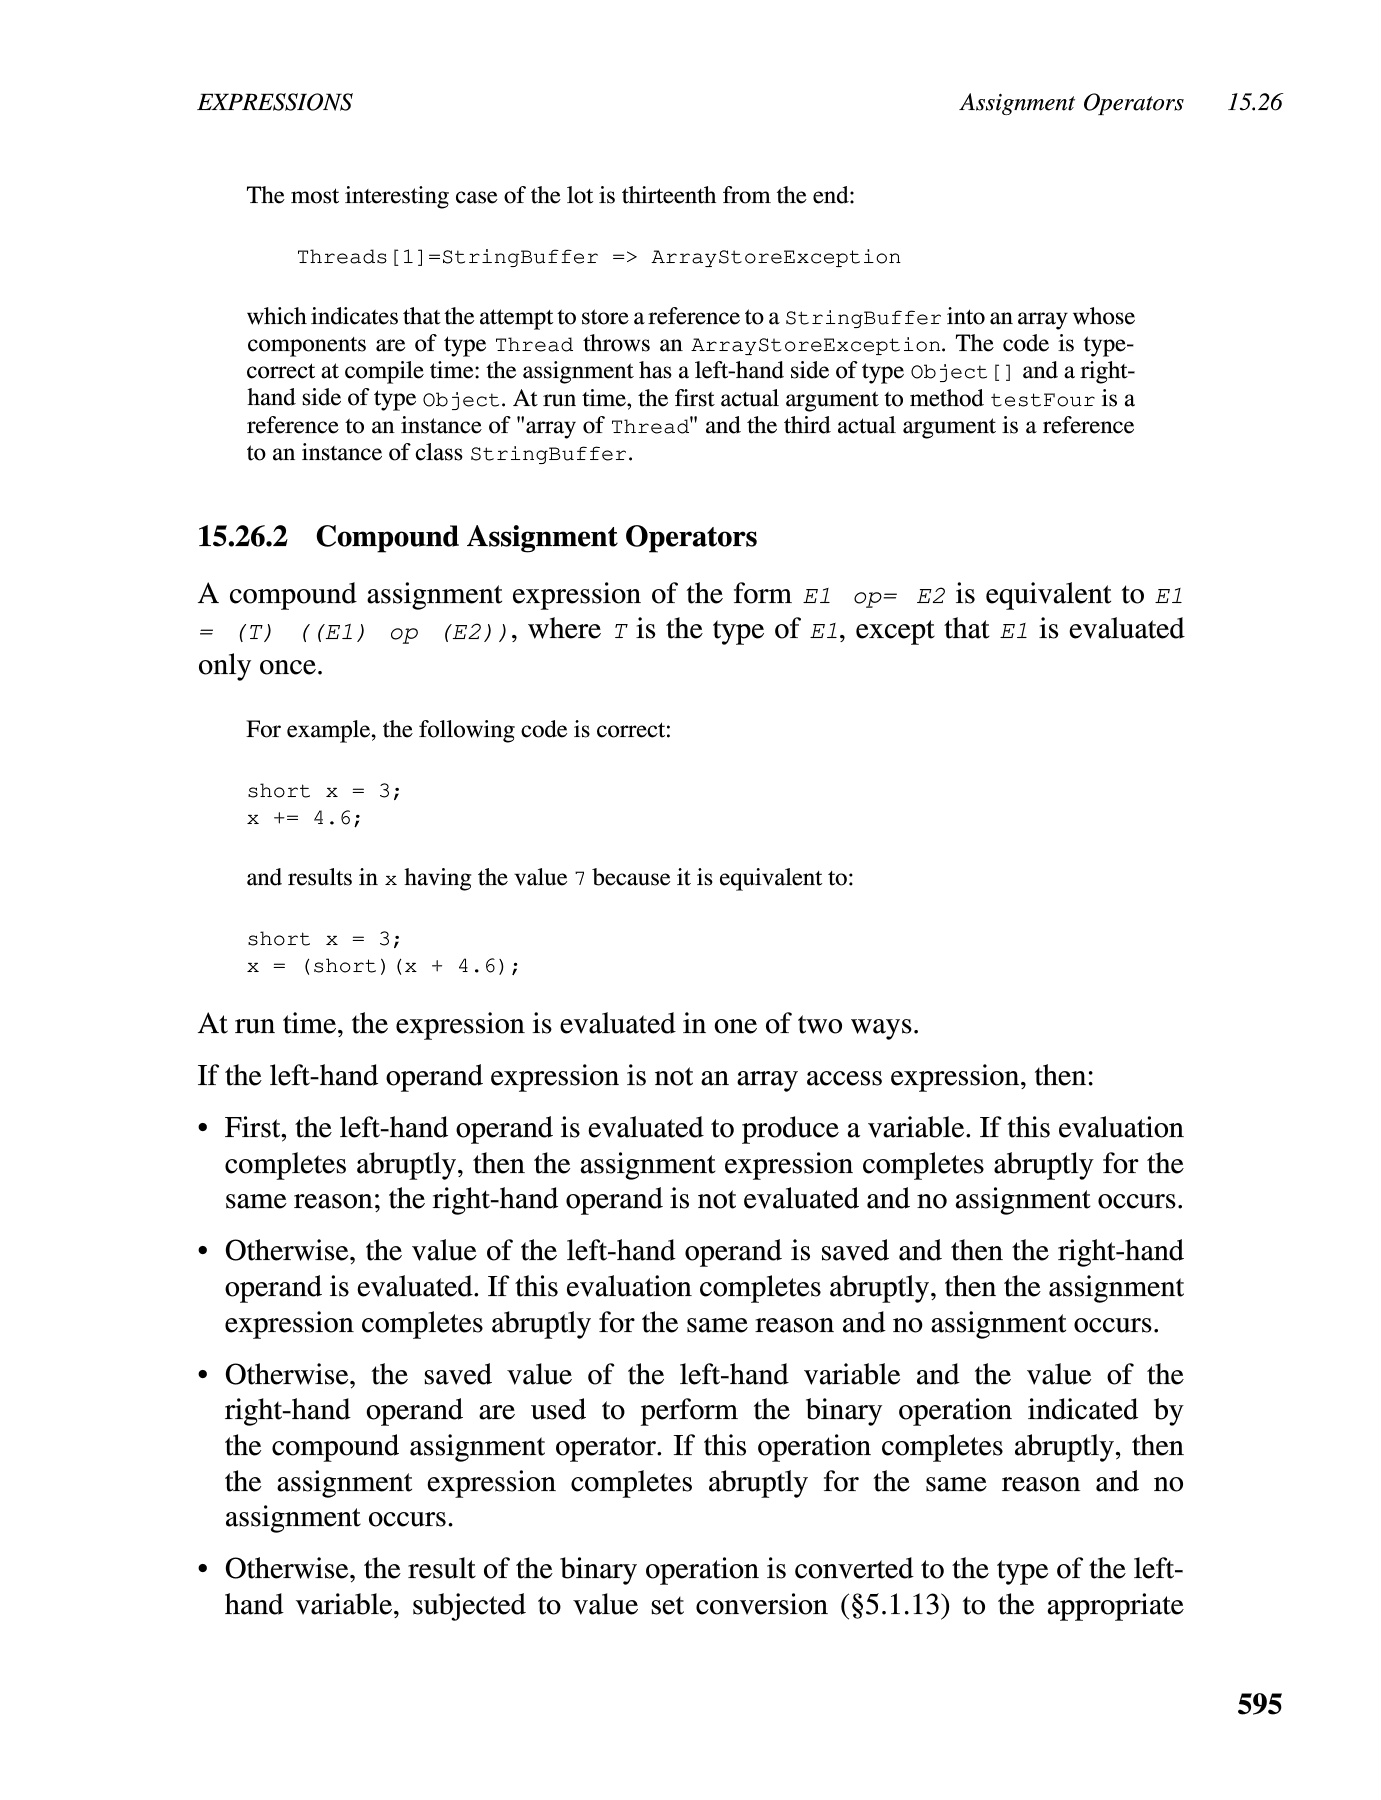 EXPRESSIONS Assignment Operators 15.26
The most interesting case of the lot is thirteenth from the end:
Threads[1]=StringBuffer => ArrayStoreException
which indicates that the attempt to store a reference to a StringBuffer into an array whose
components are of type Thread throws an ArrayStoreException. The code is type-
correct at compile time: the assignment has a left-hand side of type Object[] and a right-
hand side of type Object. At run time, the first actual argument to method testFour is a
reference to an instance of "array of Thread" and the third actual argument is a reference
to an instance of class StringBuffer.
15.26.2 Compound Assignment Operators
A compound assignment expression of the form E1 op= E2 is equivalent to E1
= (T) ((E1) op (E2)), where T is the type of E1, except that E1 is evaluated
only once.
For example, the following code is correct:
short x = 3;
x += 4.6;
and results in x having the value 7 because it is equivalent to:
short x = 3;
x = (short)(x + 4.6);
At run time, the expression is evaluated in one of two ways.
If the left-hand operand expression is not an array access expression, then:
• First, the left-hand operand is evaluated to produce a variable. If this evaluation
completes abruptly, then the assignment expression completes abruptly for the
same reason; the right-hand operand is not evaluated and no assignment occurs.
• Otherwise, the value of the left-hand operand is saved and then the right-hand
operand is evaluated. If this evaluation completes abruptly, then the assignment
expression completes abruptly for the same reason and no assignment occurs.
• Otherwise, the saved value of the left-hand variable and the value of the
right-hand operand are used to perform the binary operation indicated by
the compound assignment operator. If this operation completes abruptly, then
the assignment expression completes abruptly for the same reason and no
assignment occurs.
• Otherwise, the result of the binary operation is converted to the type of the left-
hand variable, subjected to value set conversion (§5.1.13) to the appropriate
595